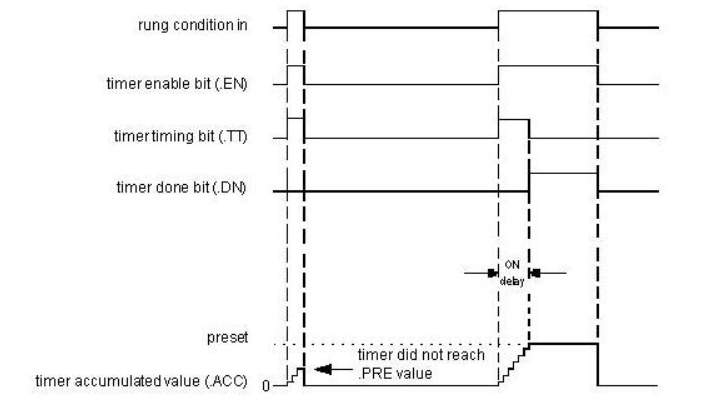 rung condition in
timer enable bit (.EN)
timer timing bit (.TT)
timer done bit (.DN)
ON
delay
preset
timer did not reach
.PRE value
timer accumulated value (.ACC)
0